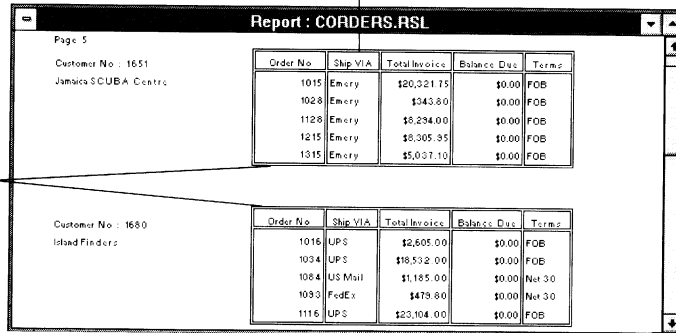 Report : CORDERS.RSL
Page 5
Customer No : 1651
Jamaica SCUBA Centre
Order No Ship VIA Total Invoice Balance Due Terms
1015 Emery $20,321.75 $0.00 FOB
1028 Emery $343.80 $0.00 FOB
1128 Emery $8,294.00 $0.00 FOB
1215 Emery $8,305.95 $0.00 FOB
1315 Emery $5,037.10 $0.00 FOB
Customer No : 1680
Island Finders
Order No Ship VIA Total Invoice Balance Due Terms
1016 UPS $2,605.00 $0.00 FOB
1034 UPS $18,532.00 $0.00 FOB
1084 US Mail $1,185.00 $0.00 Net 30
1093 FedEx $479.80 $0.00 Net 30
1116 UPS $23,104.00 $0.00 FOB